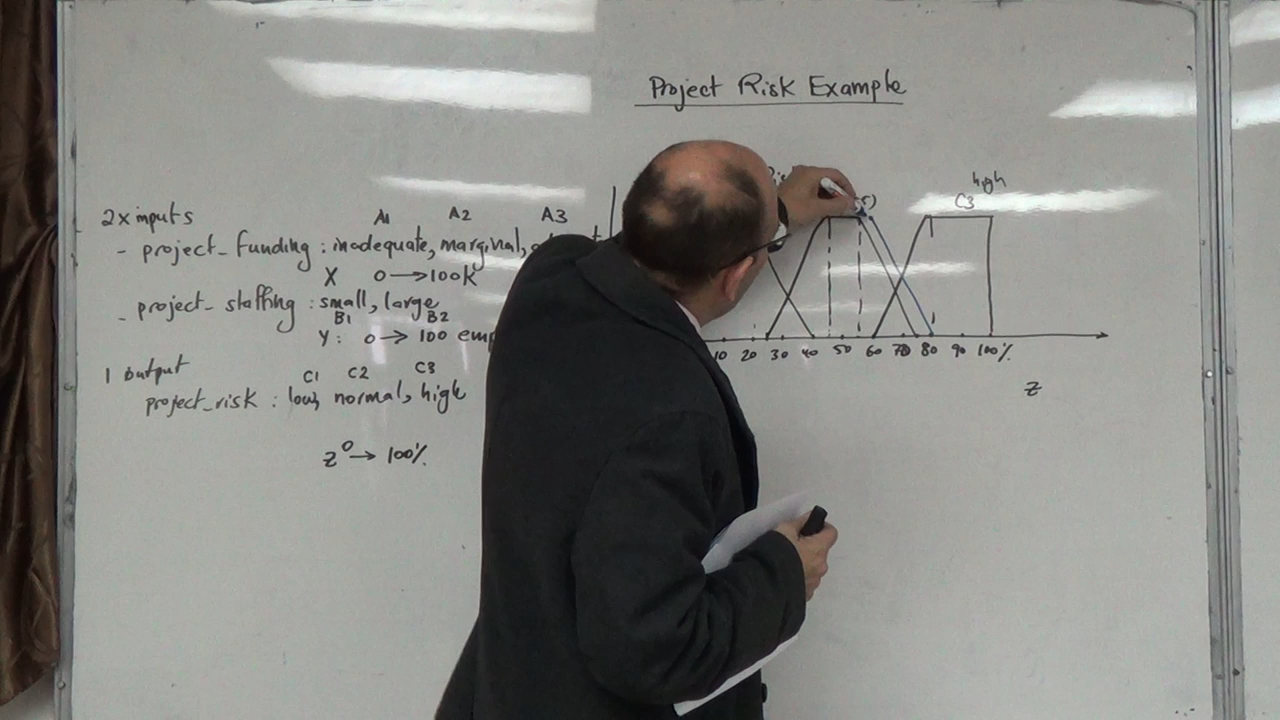 Project Risk Example
2x inputs
A1 A2 A3
- project_funding : inadequate, marginal,
X 0 → 100K
- project_staffing : small, large
B1 B2
Y : 0 → 100
1 output
C1 C2 C3
project_risk : low, normal, high
Z 0 → 100%
high
C3
10 20 30 40 50 60 70 80 90 100%
Z